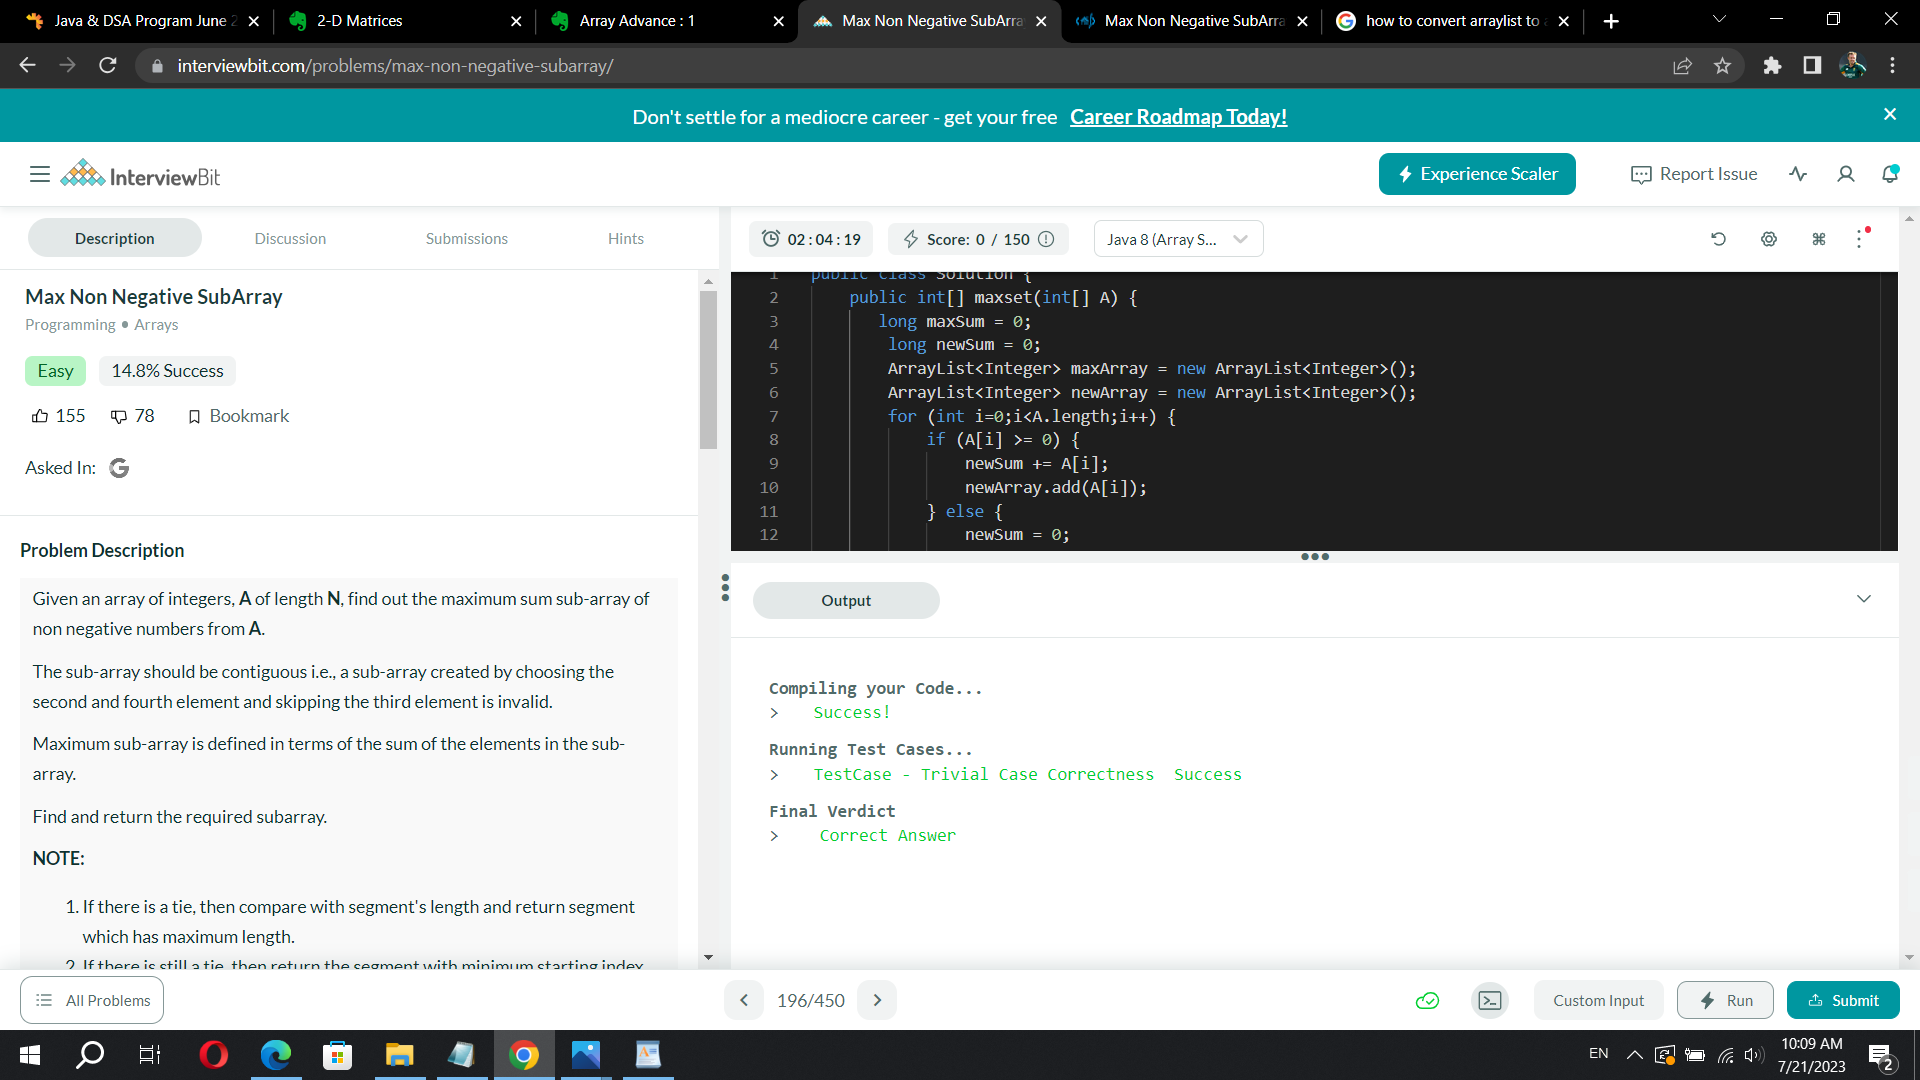 Java & DSA Program June 2
2-D Matrices
Array Advance : 1
Max Non Negative SubArra
Max Non Negative SubArra
how to convert arraylist to a
interviewbit.com/problems/max-non-negative-subarray/
Don't settle for a mediocre career - get your free Career Roadmap Today!
InterviewBit
Experience Scaler
Report Issue
Description
Discussion
Submissions
Hints
02 : 04 : 19
Score: 0 / 150
Java 8 (Array S...
Max Non Negative SubArray
Programming • Arrays
Easy
14.8% Success
155
78
Bookmark
Asked In:
Problem Description
Given an array of integers, A of length N, find out the maximum sum sub-array of
non negative numbers from A.
The sub-array should be contiguous i.e., a sub-array created by choosing the
second and fourth element and skipping the third element is invalid.
Maximum sub-array is defined in terms of the sum of the elements in the sub-
array.
Find and return the required subarray.
NOTE:
1. If there is a tie, then compare with segment's length and return segment
which has maximum length.
2. If there is still a tie, then return the segment with minimum starting index.
1 public class Solution {
2 public int[] maxset(int[] A) {
3 long maxSum = 0;
4 long newSum = 0;
5 ArrayList<Integer> maxArray = new ArrayList<Integer>();
6 ArrayList<Integer> newArray = new ArrayList<Integer>();
7 for (int i=0;i<A.length;i++) {
8 if (A[i] >= 0) {
9 newSum += A[i];
10 newArray.add(A[i]);
11 } else {
12 newSum = 0;
Output
Compiling your Code...
> Success!
Running Test Cases...
> TestCase - Trivial Case Correctness Success
Final Verdict
> Correct Answer
All Problems
196/450
Custom Input
Run
Submit
EN
10:09 AM
7/21/2023
2